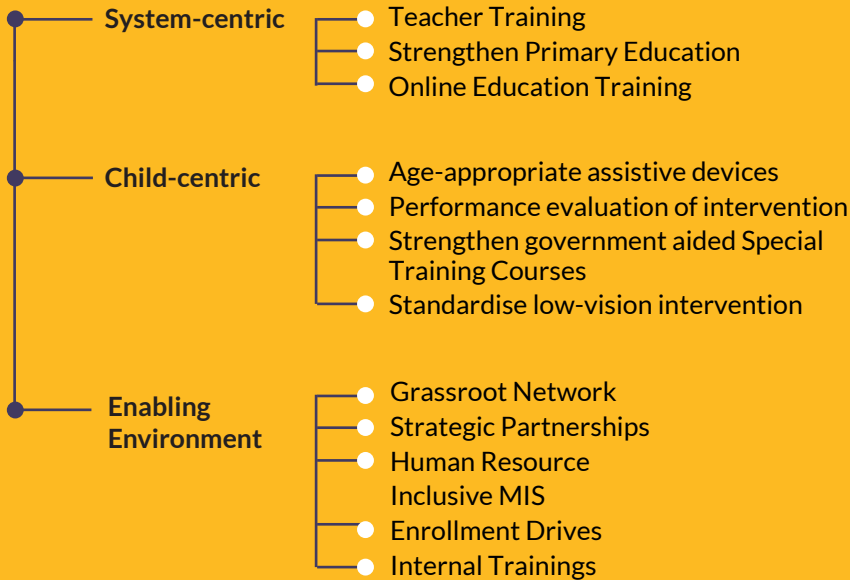 System-centric
Teacher Training
Strengthen Primary Education
Online Education Training
Child-centric
Age-appropriate assistive devices
Performance evaluation of intervention
Strengthen government aided Special
Training Courses
Standardise low-vision intervention
Enabling
Environment
Grassroot Network
Strategic Partnerships
Human Resource
Inclusive MIS
Enrollment Drives
Internal Trainings